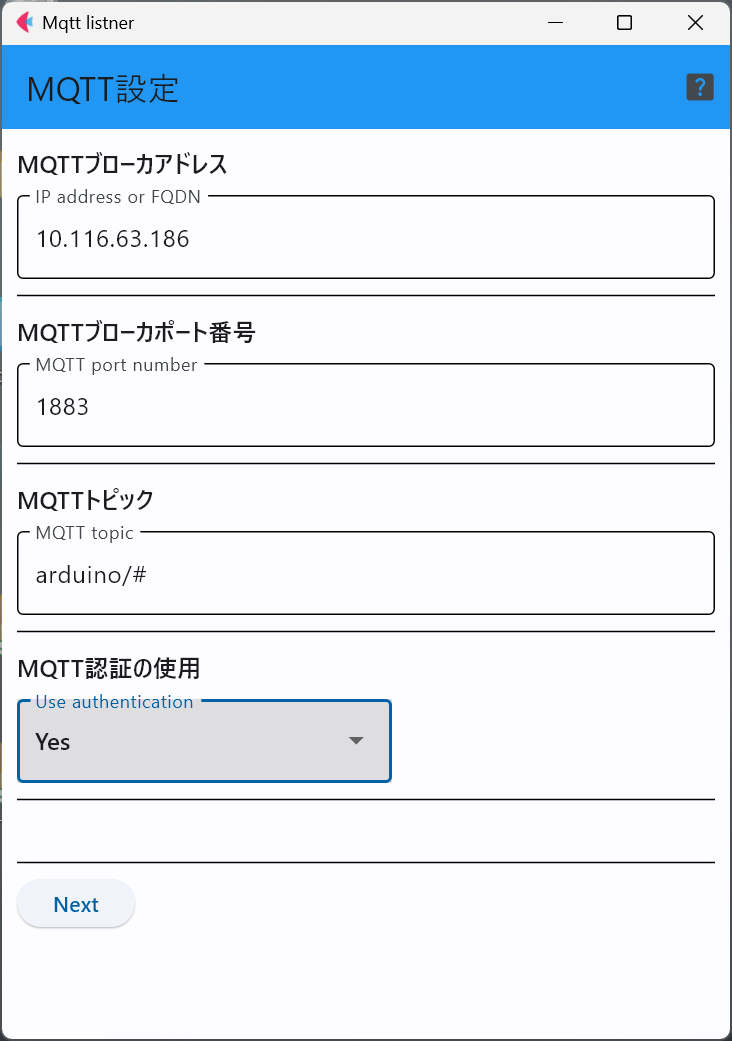 Mqtt listner
MQTT設定
?
MQTTブローカアドレス
IP address or FQDN
10.116.63.186
MQTTブローカポート番号
MQTT port number
1883
MQTTトピック
MQTT topic
arduino/#
MQTT認証の使用
Use authentication
Yes
Next